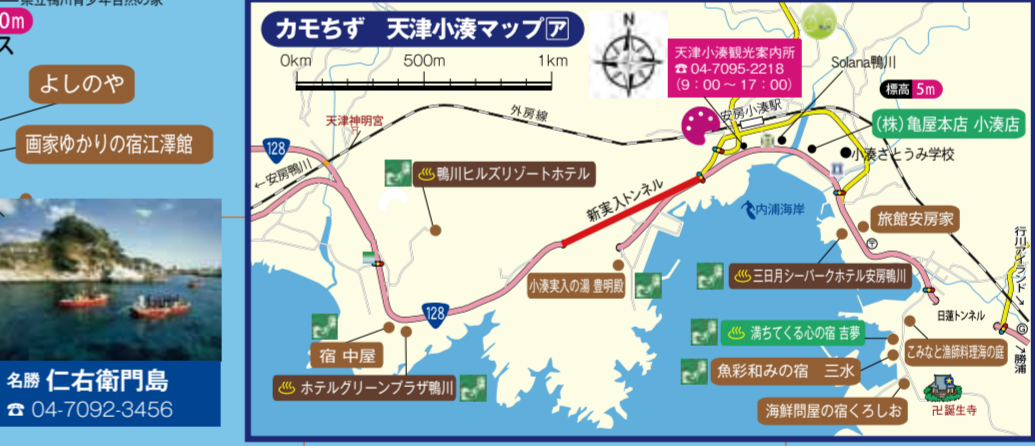 0m
ス
よしのや
画家ゆかりの宿江澤館
名勝 仁右衛門島
☎ 04-7092-3456
カモちず 天津小湊マップ ア
0km 500m 1km
N
天津小湊観光案内所
☎ 04-7095-2218
(9:00〜17:00)
Solana鴨川
標高 5m
外房線
安房小湊駅
天津神明宮
(株)亀屋本店 小湊店
128
←安房鴨川
小湊さとうみ学校
鴨川ヒルズリゾートホテル
新実入トンネル
内浦海岸
旅館安房家
〒
行川アイランド→
三日月シーパークホテル安房鴨川
小湊実入の湯 豊明殿
128
日蓮トンネル
→勝浦
宿 中屋
満ちてくる心の宿 吉夢
こみなと漁師料理海の庭
ホテルグリーンプラザ鴨川
魚彩和みの宿 三水
海鮮問屋の宿くろしお
卍誕生寺